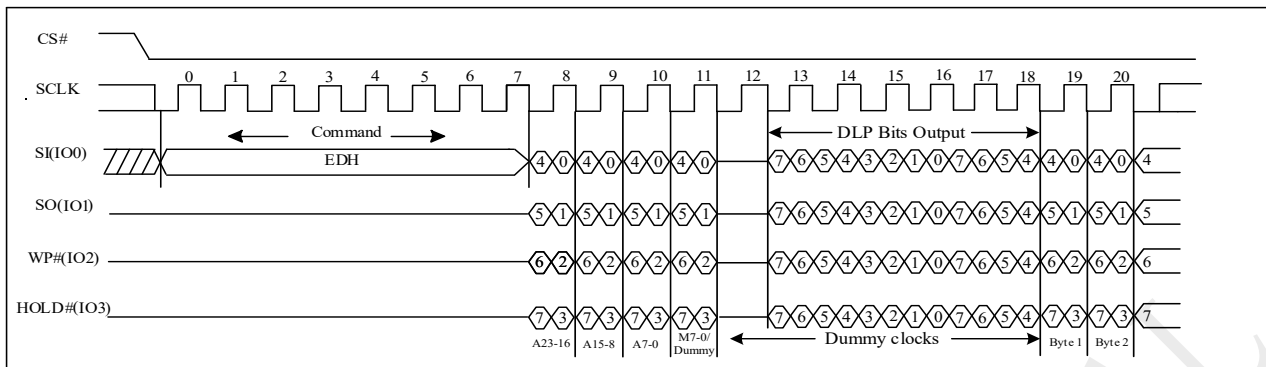 CS#
SCLK
0 1 2 3 4 5 6 7 8 9 10 11 12 13 14 15 16 17 18 19 20
Command
DLP Bits Output
SI(IO0)
EDH
4 0 4 0 4 0 4 0 7 6 5 4 3 2 1 0 7 6 5 4 4 0 4 0 4
SO(IO1)
5 1 5 1 5 1 5 1 7 6 5 4 3 2 1 0 7 6 5 4 5 1 5 1 5
WP#(IO2)
6 2 6 2 6 2 6 2 7 6 5 4 3 2 1 0 7 6 5 4 6 2 6 2 6
HOLD#(IO3)
7 3 7 3 7 3 7 3 7 6 5 4 3 2 1 0 7 6 5 4 7 3 7 3 7
A23-16 A15-8 A7-0 M7-0/
Dummy
Dummy clocks
Byte 1 Byte 2